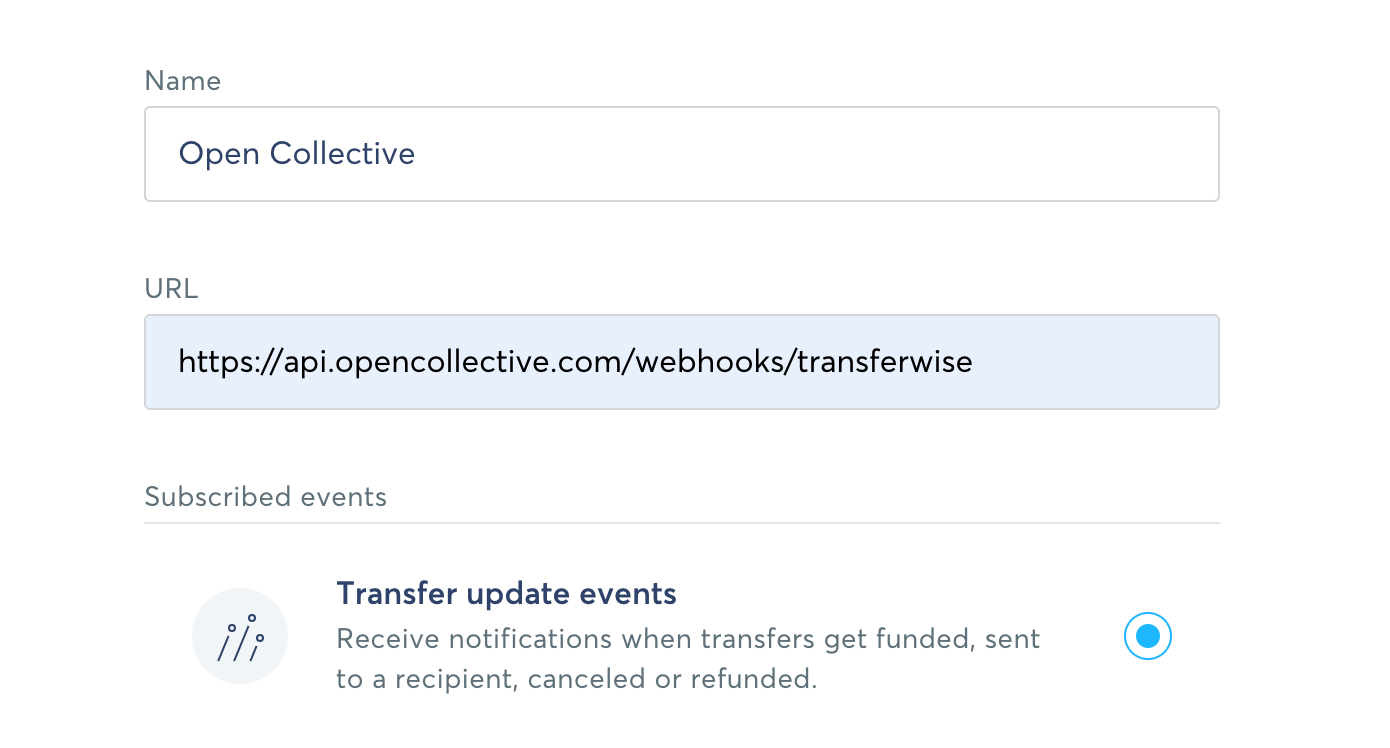 Name
Open Collective
URL
https://api.opencollective.com/webhooks/transferwise
Subscribed events
Transfer update events
Receive notifications when transfers get funded, sent
to a recipient, canceled or refunded.